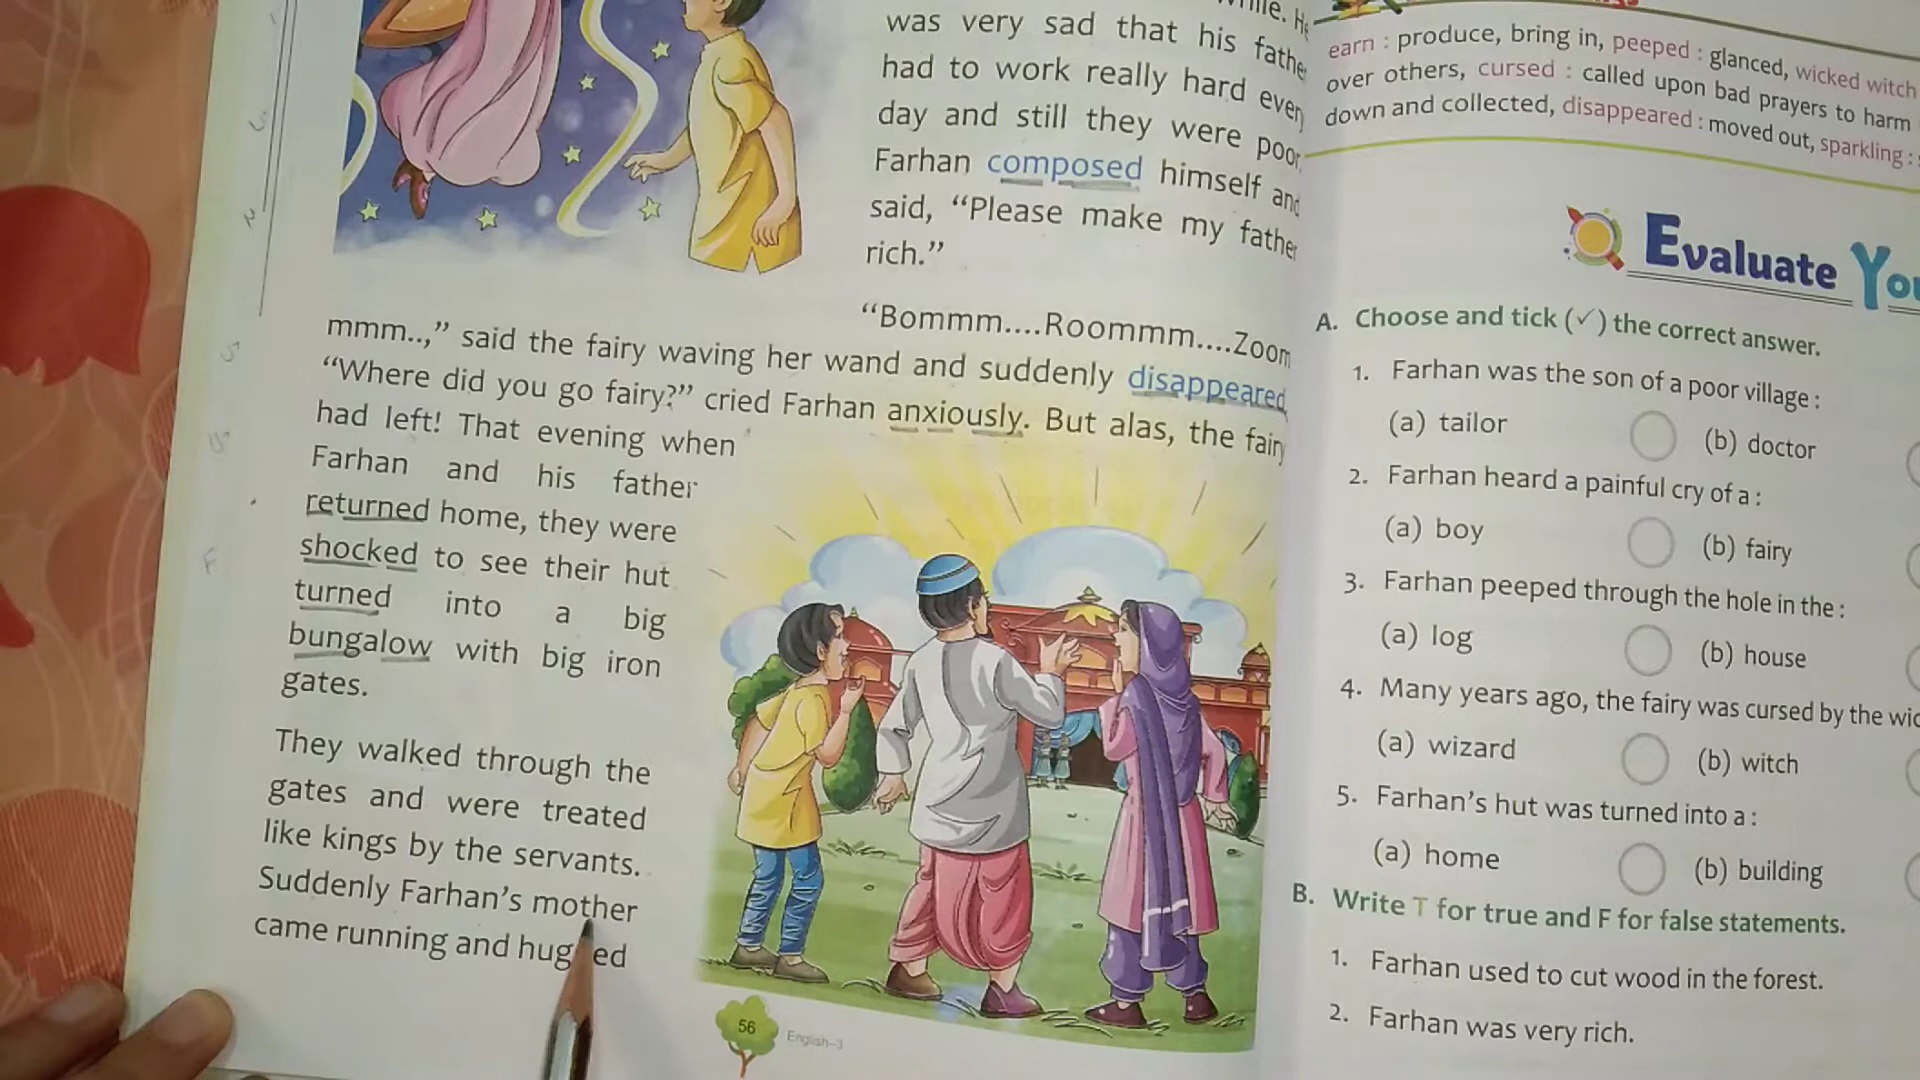 was very sad that his
had to work really hard
day and still they were
Farhan composed himself
said, “Please make my
rich.”
“Bommm....Roommm....Zoom
mmm..,” said the fairy waving her wand and suddenly disappeared
“Where did you go fairy?” cried Farhan anxiously. But alas, the
had left! That evening when
Farhan and his father
returned home, they were
shocked to see their hut
turned into a big
bungalow with big iron
gates.
They walked through the
gates and were treated
like kings by the servants.
Suddenly Farhan’s mother
came running and
56
English–3
earn : produce, bring in, peeped : glanced, wicked witch
over others, cursed : called upon bad prayers to harm
down and collected, disappeared : moved out, sparkling :
Evaluate
A. Choose and tick (✓) the correct answer.
1. Farhan was the son of a poor village :
(a) tailor (b) doctor
2. Farhan heard a painful cry of a :
(a) boy (b) fairy
3. Farhan peeped through the hole in the :
(a) log (b) house
4. Many years ago, the fairy was cursed by the
(a) wizard (b) witch
5. Farhan’s hut was turned into a :
(a) home (b) building
B. Write T for true and F for false statements.
1. Farhan used to cut wood in the forest.
2. Farhan was very rich.